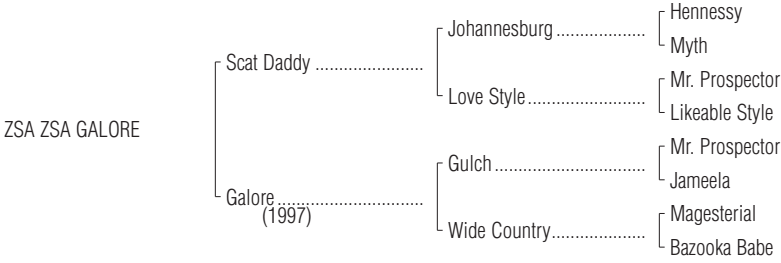 Hennessy
Johannesburg ....................
Myth
Scat Daddy ........................
Mr. Prospector
Love Style..........................
Likeable Style
ZSA ZSA GALORE
Mr. Prospector
Gulch .................................
Jameela
Galore ................................
(1997)
Magesterial
Wide Country.....................
Bazooka Babe